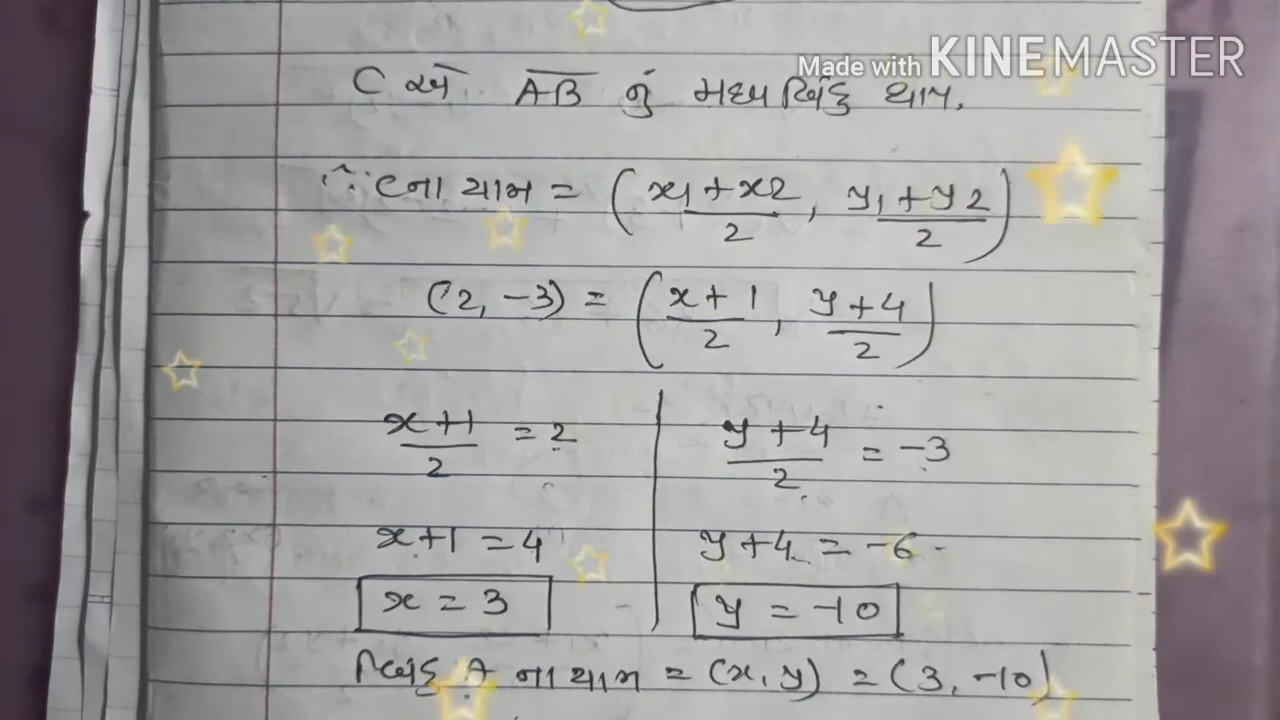 Made with KINEMASTER
C એ AB નું મધ્યબિંદુ થાય.
∴ C ના યામ = (x1 + x2 / 2, y1 + y2 / 2)
(2, -3) = (x + 1 / 2, y + 4 / 2)
x + 1 / 2 = 2 | y + 4 / 2 = -3
x + 1 = 4 | y + 4 = -6
x = 3 | y = -10
બિંદુ A ના યામ = (x, y) = (3, -10)